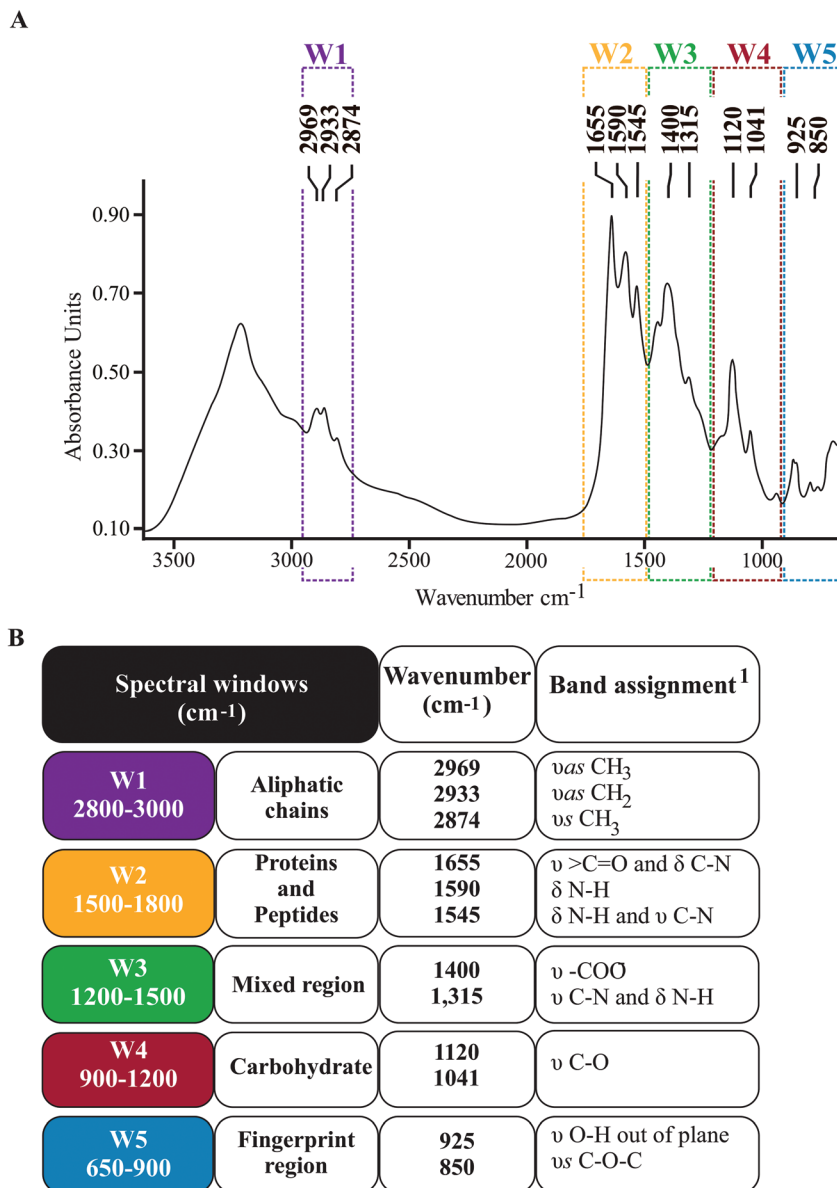 A
W1
W2
W3
W4
W5
2969
2933
2874
1655
1590
1545
1400
1315
1120
1041
925
850
Absorbance Units
0.90
0.70
0.50
0.30
0.10
3500
3000
2500
2000
1500
1000
Wavenumber cm-1
B
Spectral windows
(cm-1)
Wavenumber
(cm-1)
Band assignment1
W1
2800-3000
Aliphatic
chains
2969
2933
2874
υas CH3
υas CH2
υs CH3
W2
1500-1800
Proteins
and
Peptides
1655
1590
1545
υ >C=O and δ C-N
δ N-H
δ N-H and υ C-N
W3
1200-1500
Mixed region
1400
1,315
υ -COO-
υ C-N and δ N-H
W4
900-1200
Carbohydrate
1120
1041
υ C-O
W5
650-900
Fingerprint
region
925
850
υ O-H out of plane
υs C-O-C